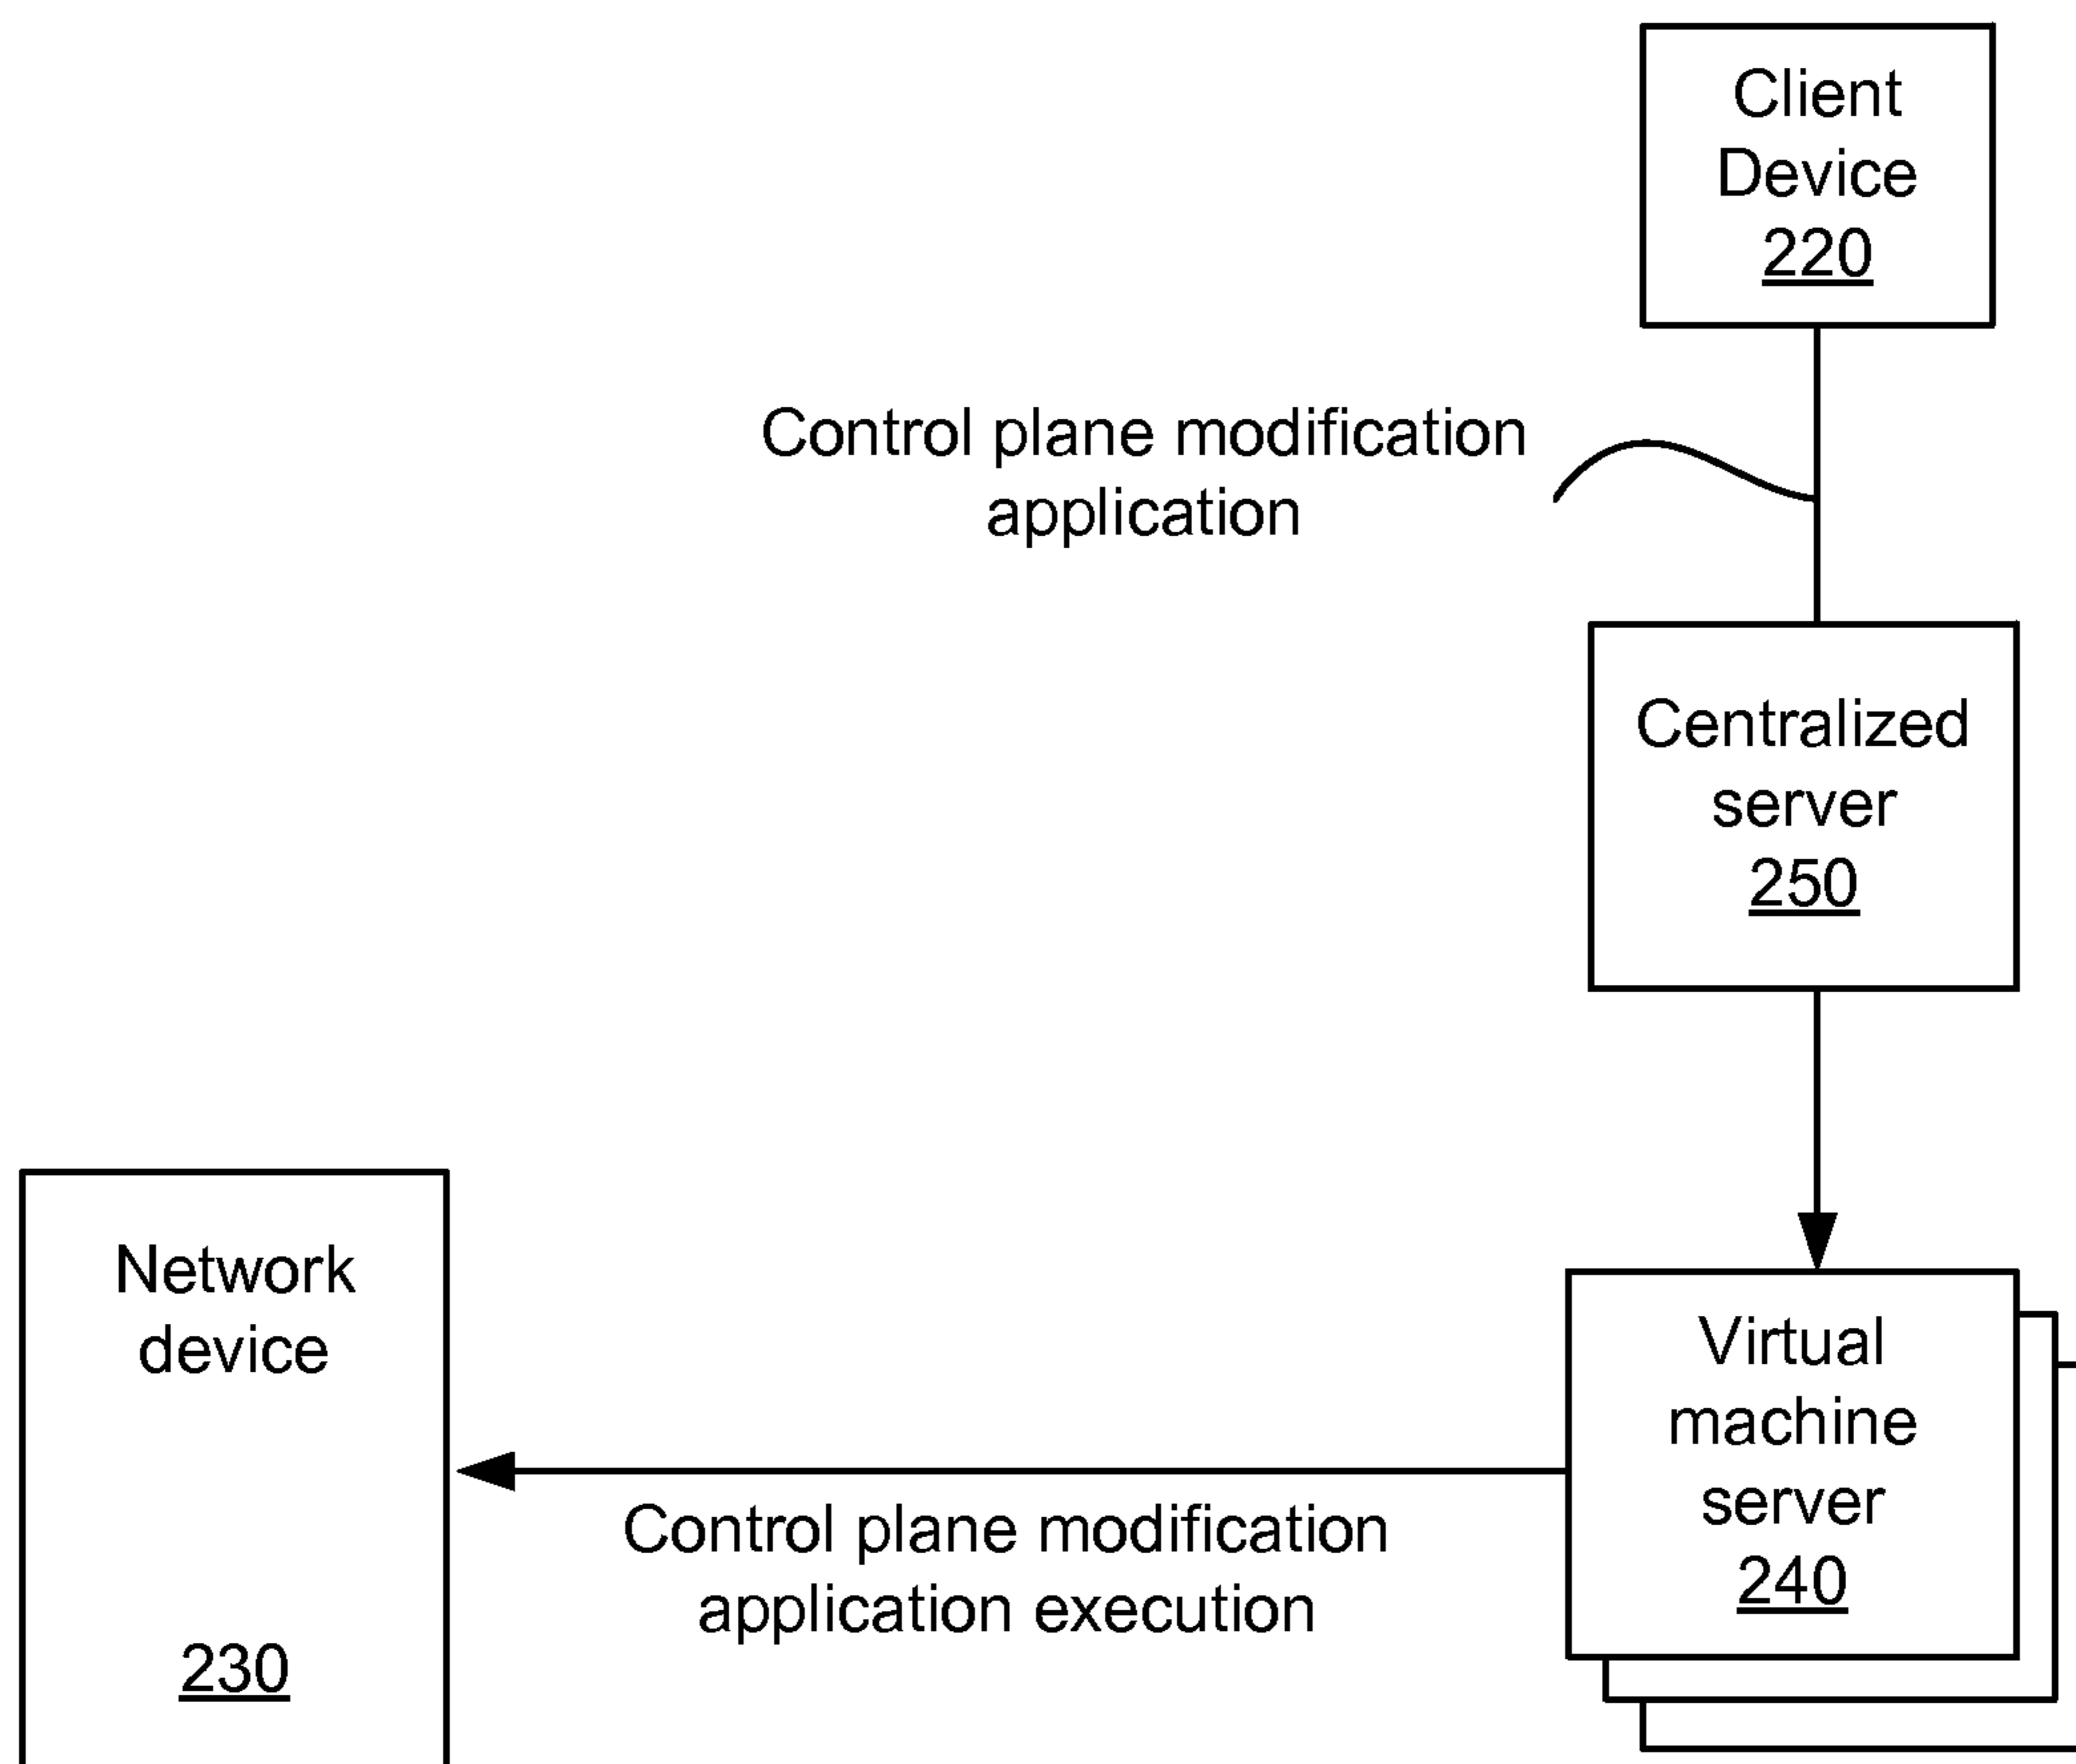 Client
Device
220
Control plane modification
application
Centralized
server
250
Network
device
230
Virtual
machine
server
240
Control plane modification
application execution